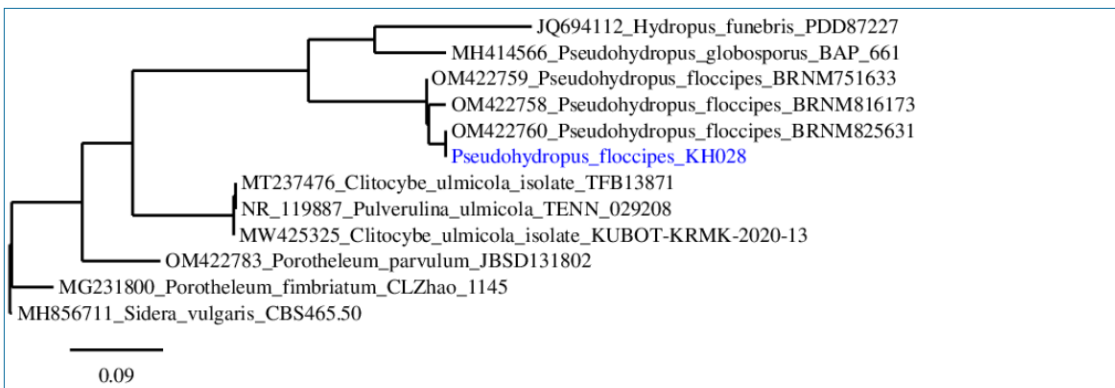 JQ694112_Hydropus_funebris_PDD87227
MH414566_Pseudohydropus_globosporus_BAP_661
OM422759_Pseudohydropus_floccipes_BRNM751633
OM422758_Pseudohydropus_floccipes_BRNM816173
OM422760_Pseudohydropus_floccipes_BRNM825631
Pseudohydropus_floccipes_KH028
MT237476_Clitocybe_ulmicola_isolate_TFB13871
NR_119887_Pulverulina_ulmicola_TENN_029208
MW425325_Clitocybe_ulmicola_isolate_KUBOT-KRMK-2020-13
OM422783_Porotheleum_parvulum_JBSD131802
MG231800_Porotheleum_fimbriatum_CLZhao_1145
MH856711_Sidera_vulgaris_CBS465.50
0.09